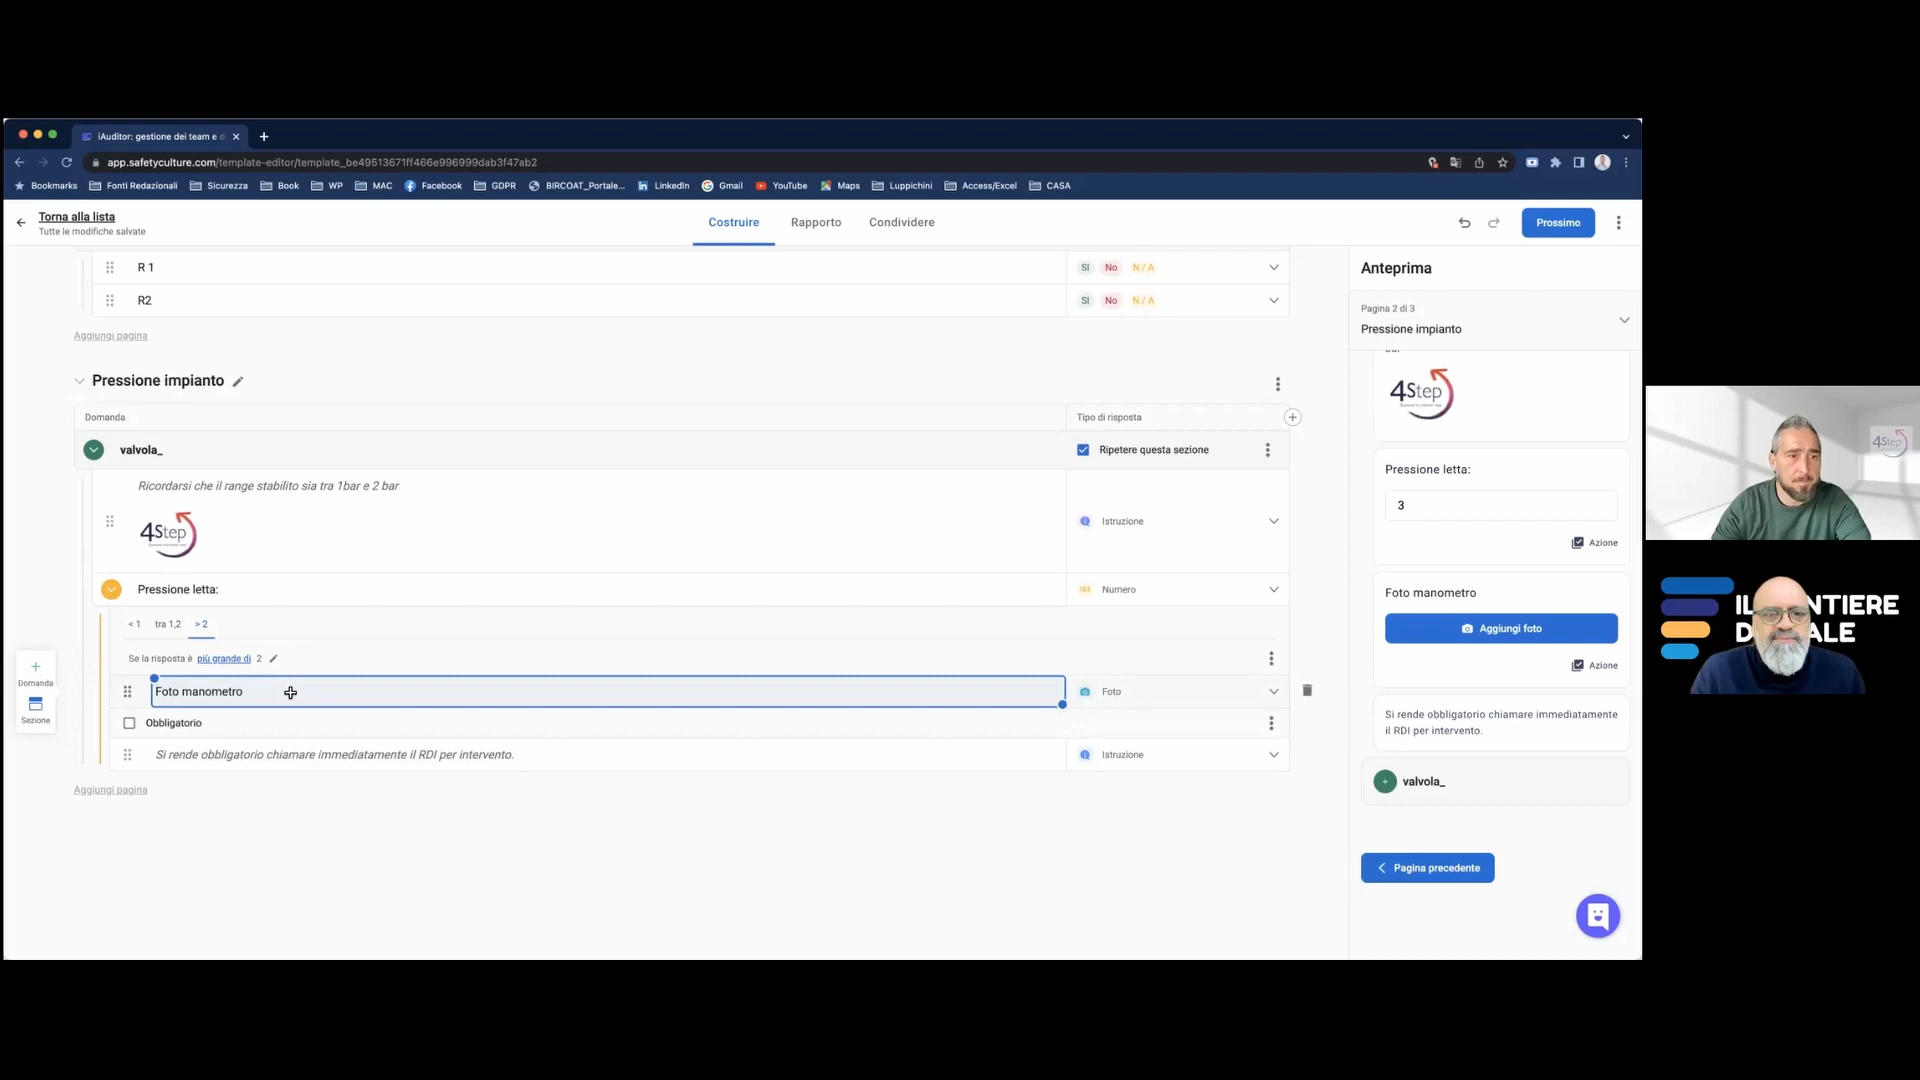 iAuditor: gestione dei team e d
app.safetyculture.com/template-editor/template_be49513671ff466e996999dab3f47ab2
Bookmarks Fonti Redazionali Sicurezza Book WP MAC Facebook GDPR BIRCOAT_Portale... LinkedIn Gmail YouTube Maps Luppichini Access/Excel CASA
Torna alla lista
Tutte le modifiche salvate
Costruire Rapporto Condividere
Prossimo
R 1
SI No N / A
R2
SI No N / A
Aggiungi pagina
Pressione impianto
Domanda
Tipo di risposta
valvola_
Ripetere questa sezione
Ricordarsi che il range stabilito sia tra 1bar e 2 bar
4Step
Istruzione
Pressione letta:
123 Numero
< 1 tra 1,2 > 2
Se la risposta è più grande di 2
Foto manometro
Foto
Obbligatorio
Si rende obbligatorio chiamare immediatamente il RDI per intervento.
Istruzione
Aggiungi pagina
Domanda
Sezione
Anteprima
Pagina 2 di 3
Pressione impianto
4Step
Pressione letta:
3
Azione
Foto manometro
Aggiungi foto
Azione
Si rende obbligatorio chiamare immediatamente
il RDI per intervento.
valvola_
Pagina precedente
4Step